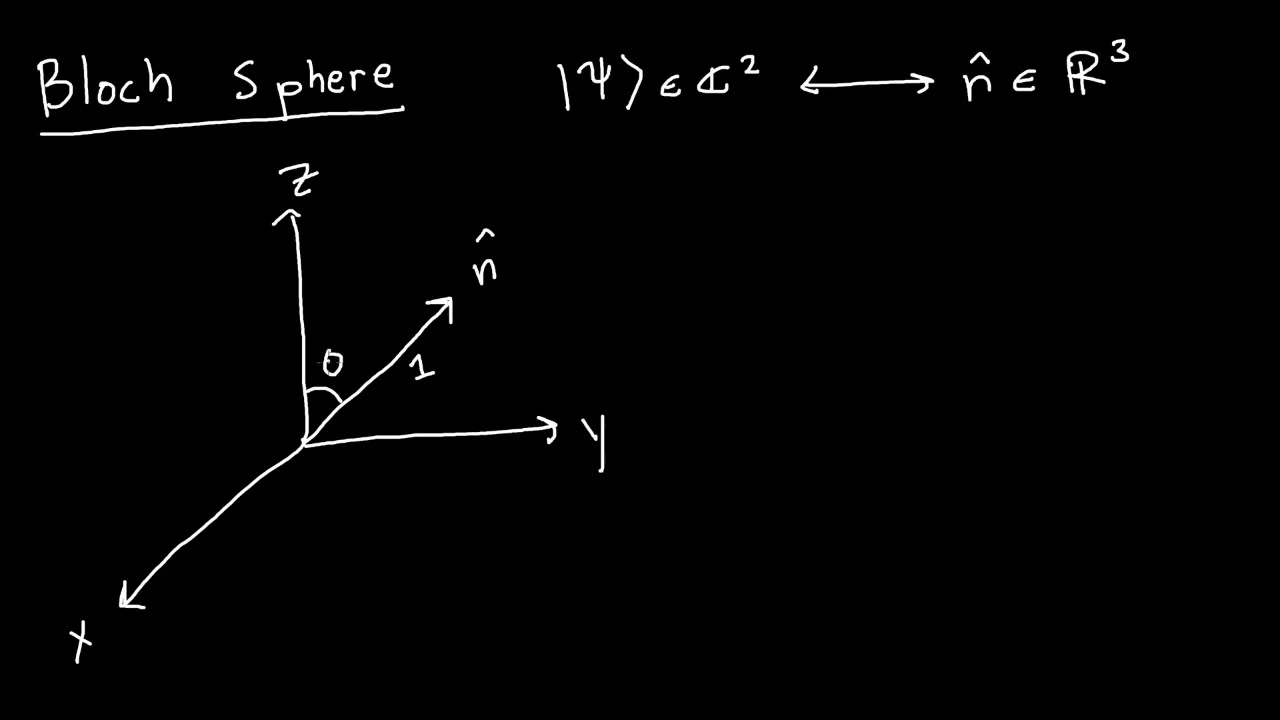 Bloch Sphere |Ψ⟩ ∈ ℂ² ⟷ n̂ ∈ ℝ³
z
n̂
θ
1
y
x